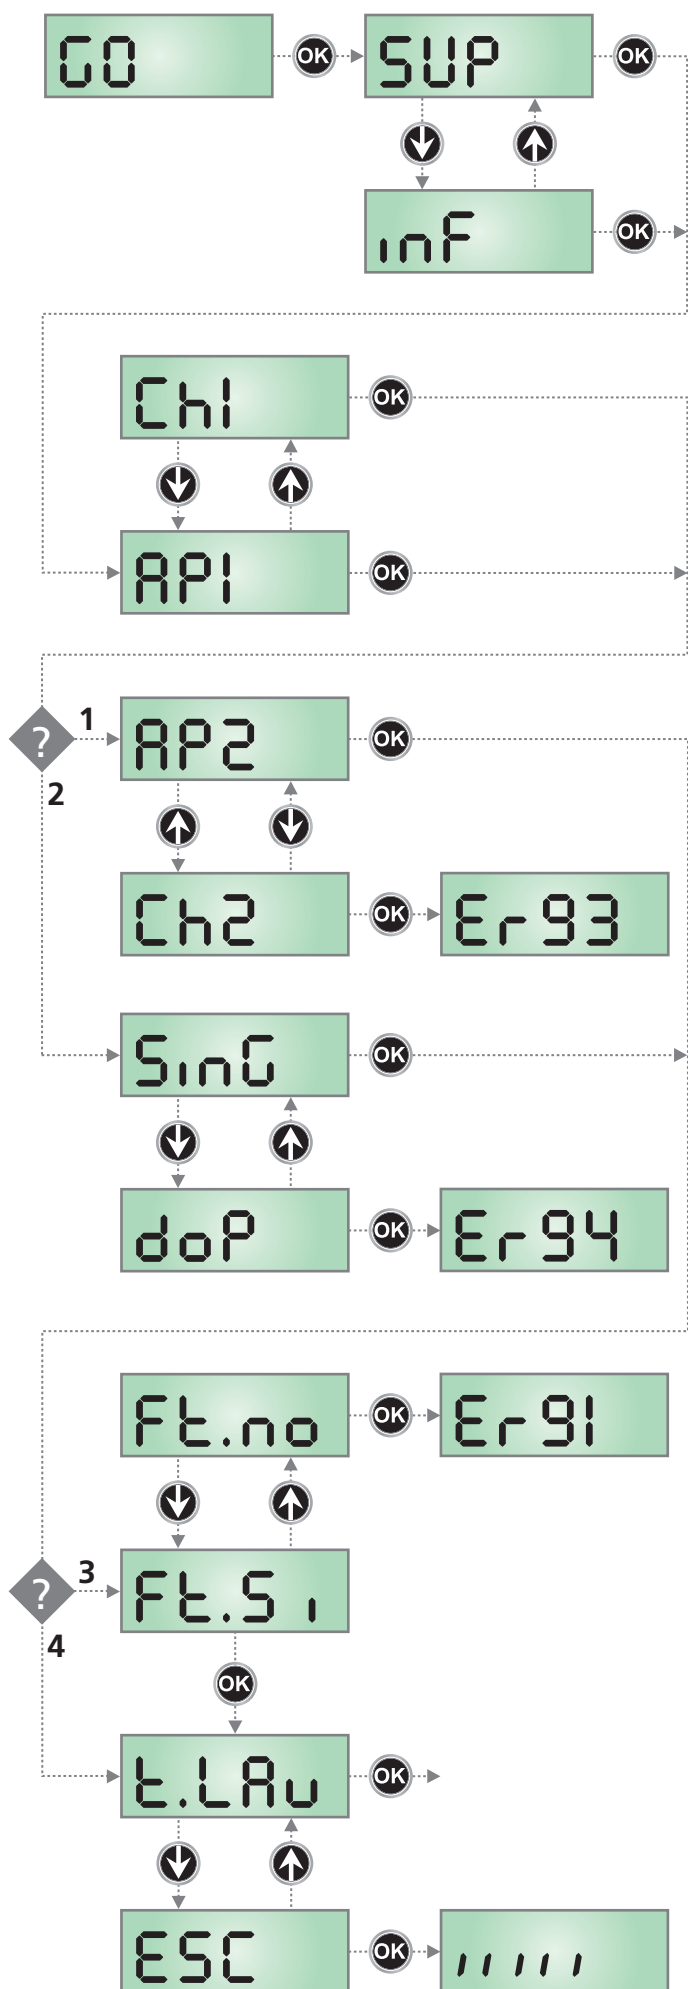 GO OK SUP OK
inF OK
Ch1 OK
AP1 OK
? 1 AP2 OK
2
Ch2 OK Er93
SinG OK
doP OK Er94
Ft.no OK Er91
? 3 Ft.Si
4
OK
t.LAv OK
ESC OK